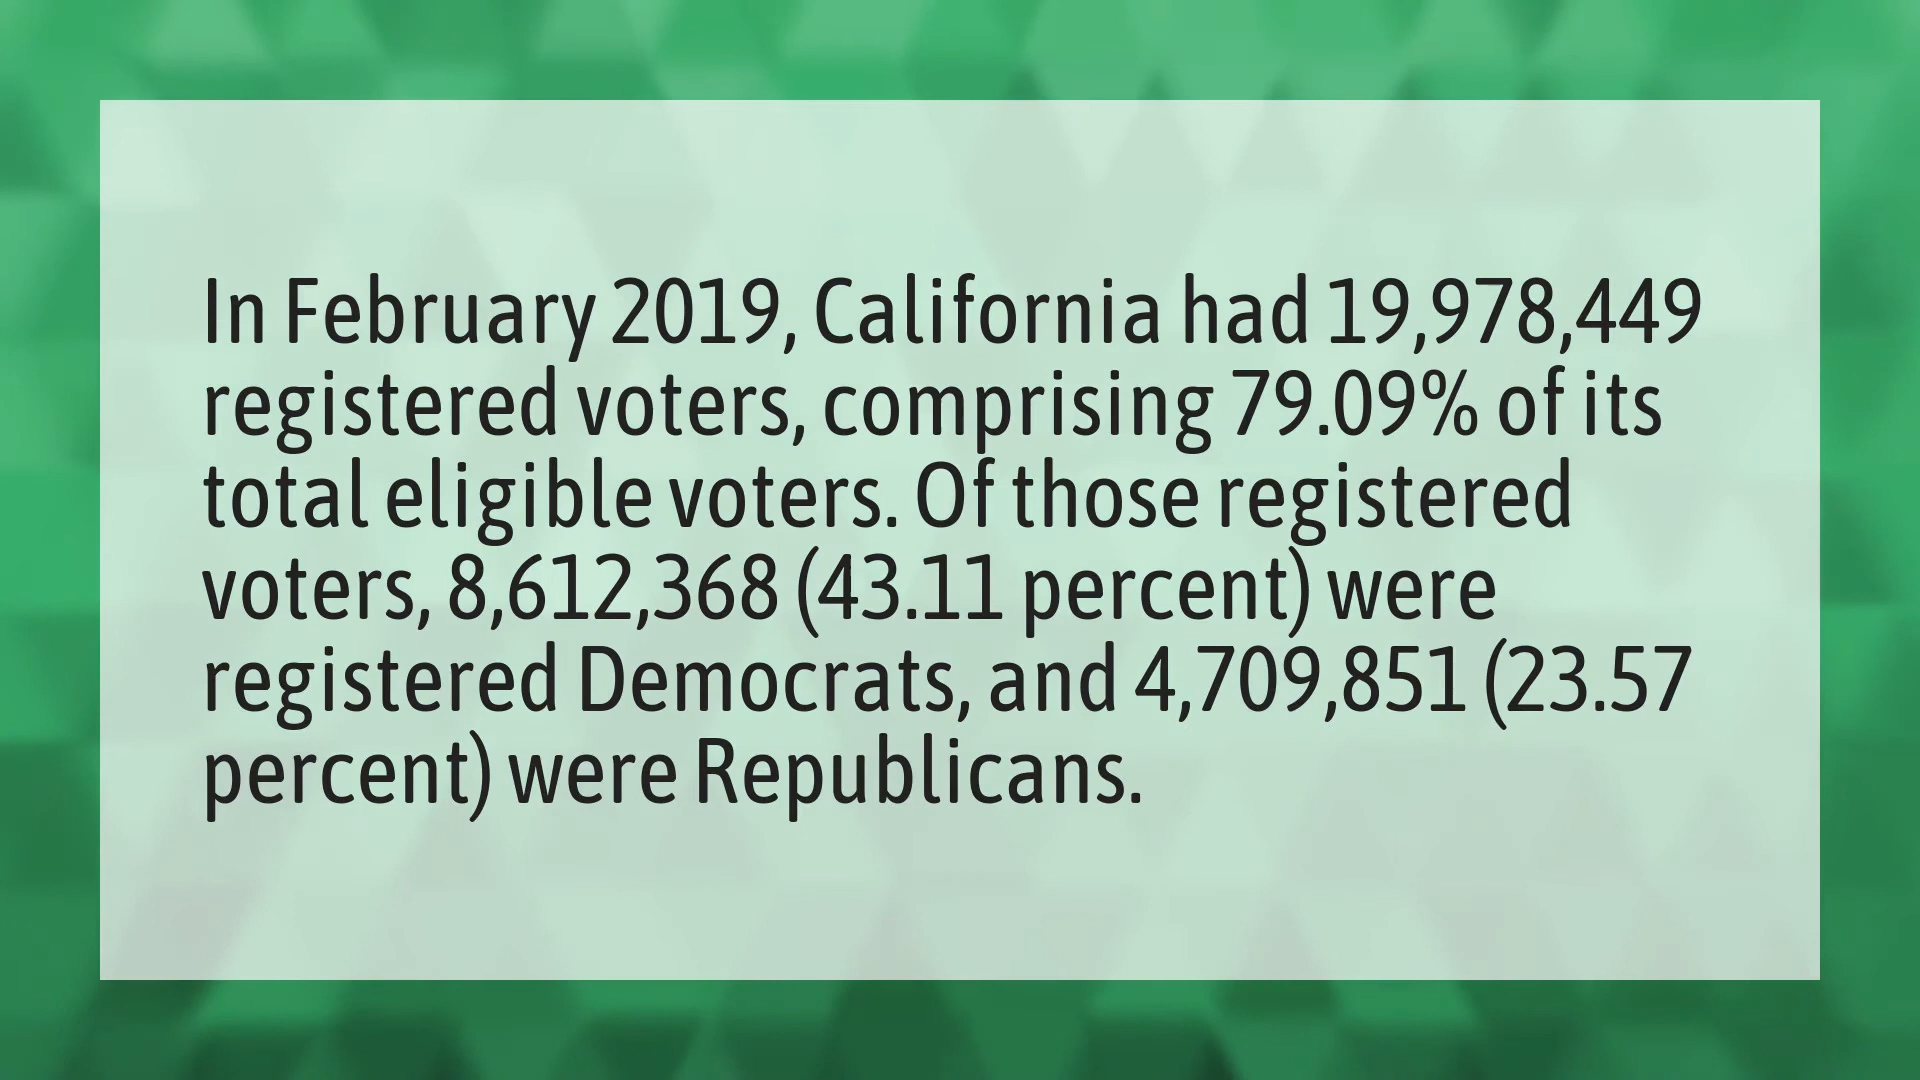 In February 2019, California had 19,978,449
registered voters, comprising 79.09% of its
total eligible voters. Of those registered
voters, 8,612,368 (43.11 percent) were
registered Democrats, and 4,709,851 (23.57
percent) were Republicans.